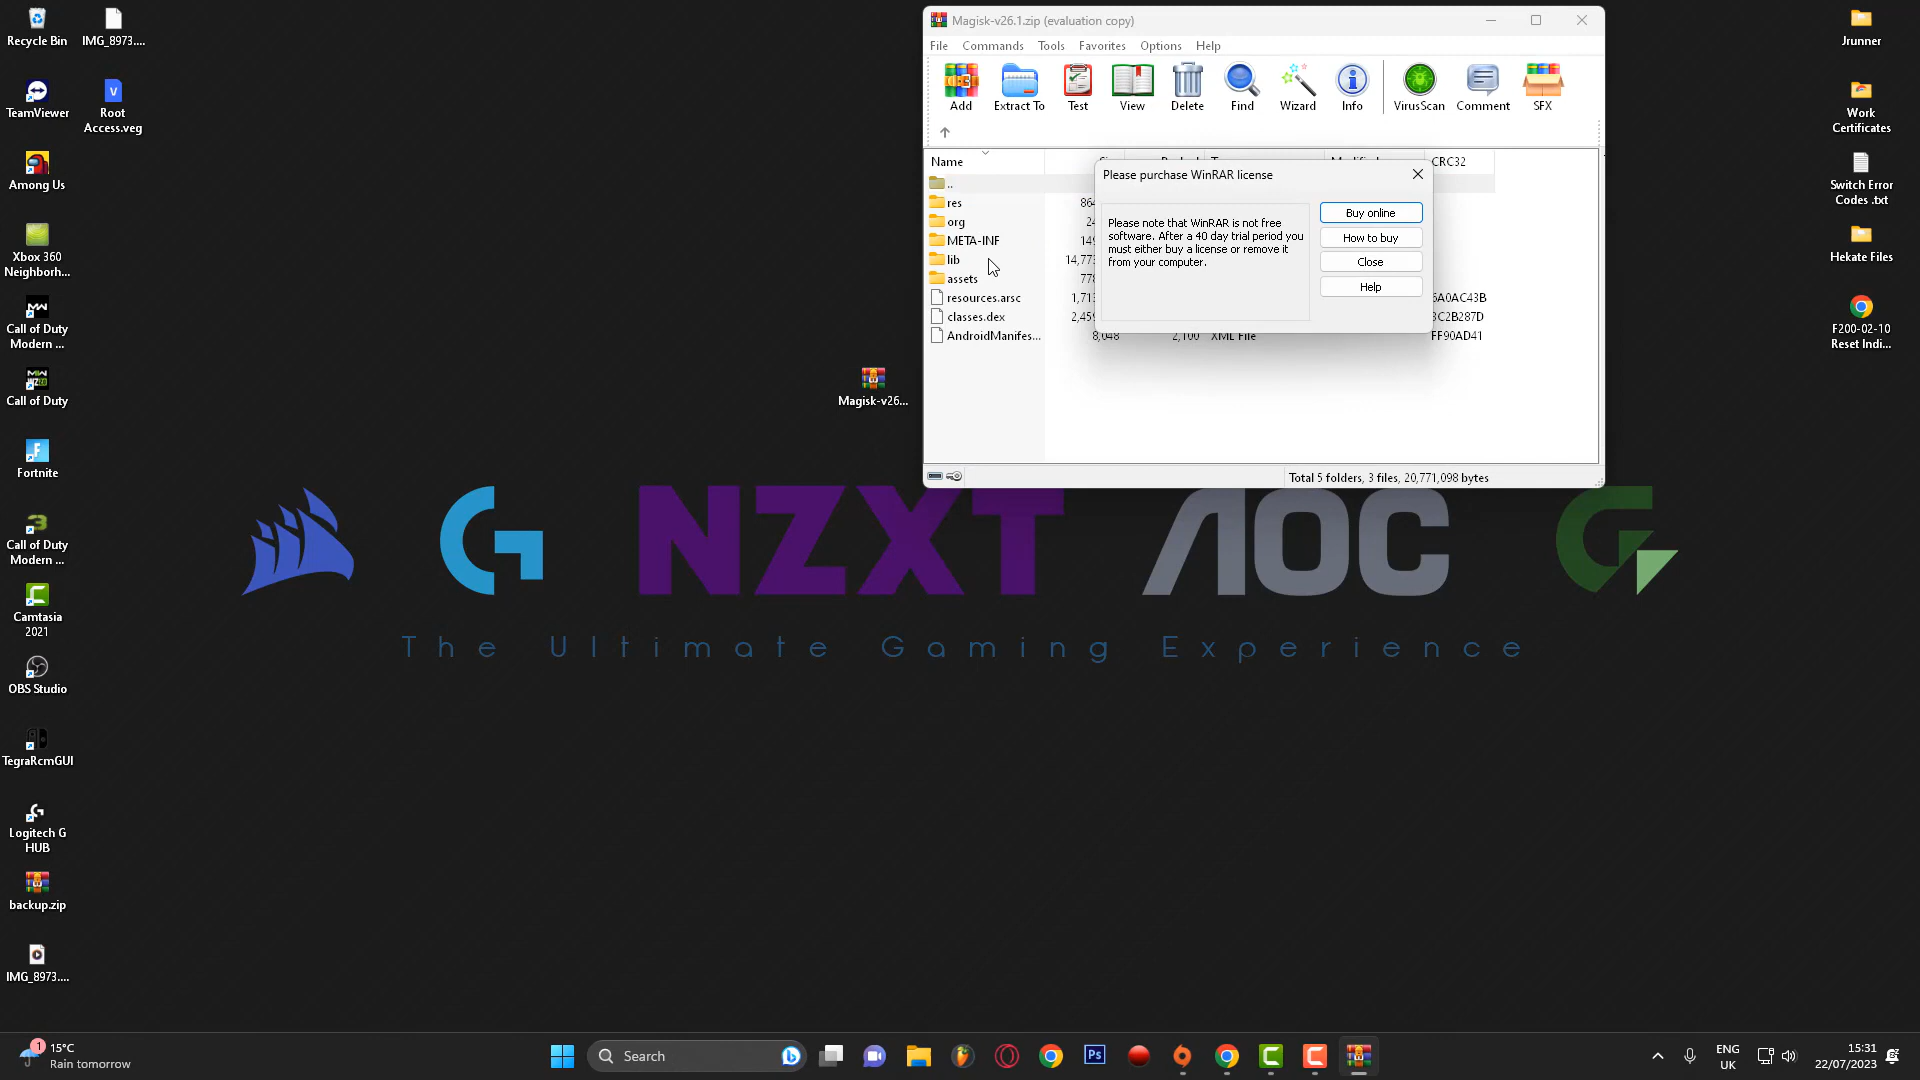 Recycle Bin
IMG_8973....
TeamViewer
Root
Access.veg
Among Us
Xbox 360
Neighborh...
Call of Duty
Modern ...
Call of Duty
Fortnite
Call of Duty
Modern ...
Camtasia
2021
OBS Studio
TegraRcmGUI
Logitech G
HUB
backup.zip
IMG_8973....
Magisk-v26...
Magisk-v26.1.zip (evaluation copy)
File Commands Tools Favorites Options Help
Add Extract To Test View Delete Find Wizard Info VirusScan Comment SFX
Name CRC32
..
res
org
META-INF
lib
assets
resources.arsc 6A0AC43B
classes.dex
AndroidManifes... 8,048 2,100 XML File FF90AD41
Please purchase WinRAR license
Please note that WinRAR is not free
software. After a 40 day trial period you
must either buy a license or remove it
from your computer.
Buy online
How to buy
Close
Help
Total 5 folders, 3 files, 20,771,098 bytes
NZXT AOC
The Ultimate Gaming Experience
Jrunner
Work
Certificates
Switch Error
Codes .txt
Hekate Files
F200-02-10
Reset Indi...
1
15°C
Rain tomorrow
Search
Ps
ENG
UK
15:31
22/07/2023